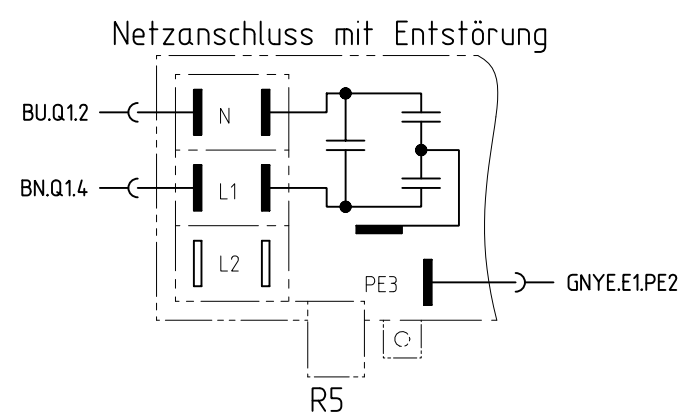 Netzanschluss mit Entstörung
BU.Q1.2
N
BN.Q1.4
L1
L2
PE3
GNYE.E1.PE2
R5